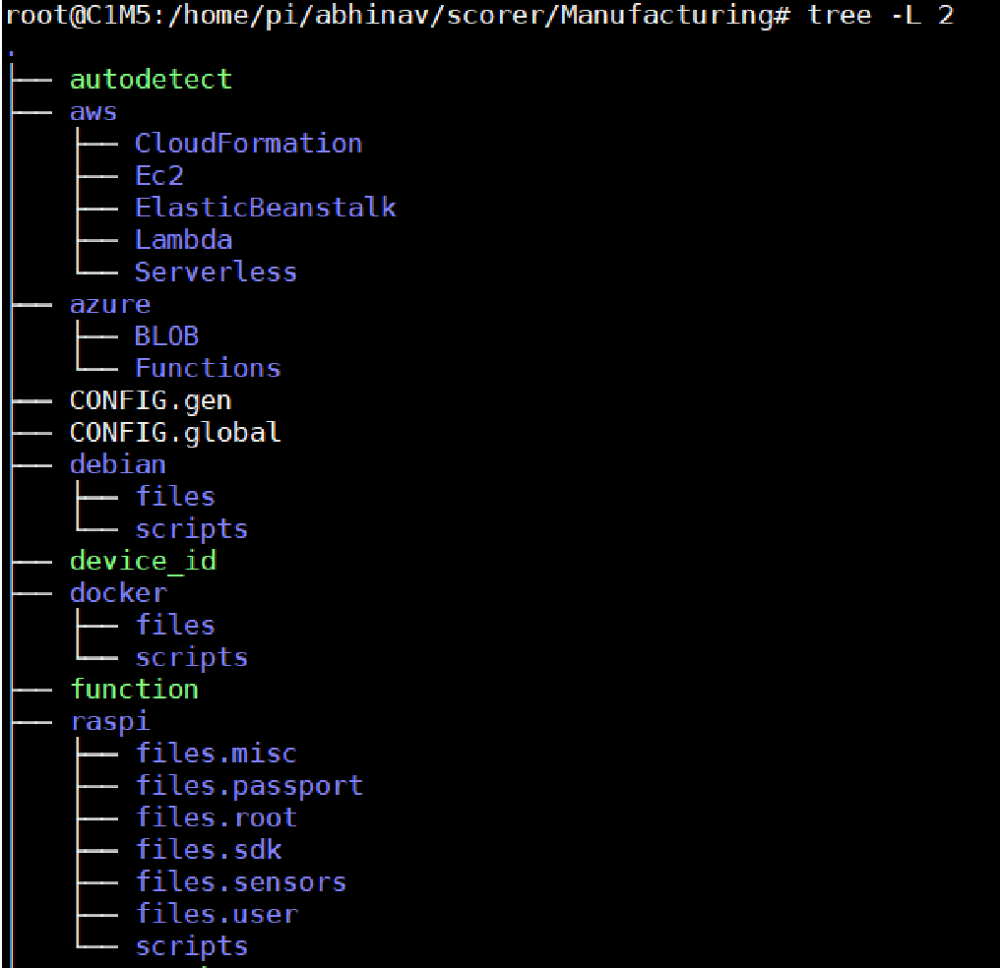 root@C1M5:/home/pi/abhinav/scorer/Manufacturing# tree -L 2
.
├── autodetect
├── aws
│   ├── CloudFormation
│   ├── Ec2
│   ├── ElasticBeanstalk
│   ├── Lambda
│   └── Serverless
├── azure
│   ├── BLOB
│   └── Functions
├── CONFIG.gen
├── CONFIG.global
├── debian
│   ├── files
│   └── scripts
├── device_id
├── docker
│   ├── files
│   └── scripts
├── function
├── raspi
│   ├── files.misc
│   ├── files.passport
│   ├── files.root
│   ├── files.sdk
│   ├── files.sensors
│   ├── files.user
│   └── scripts